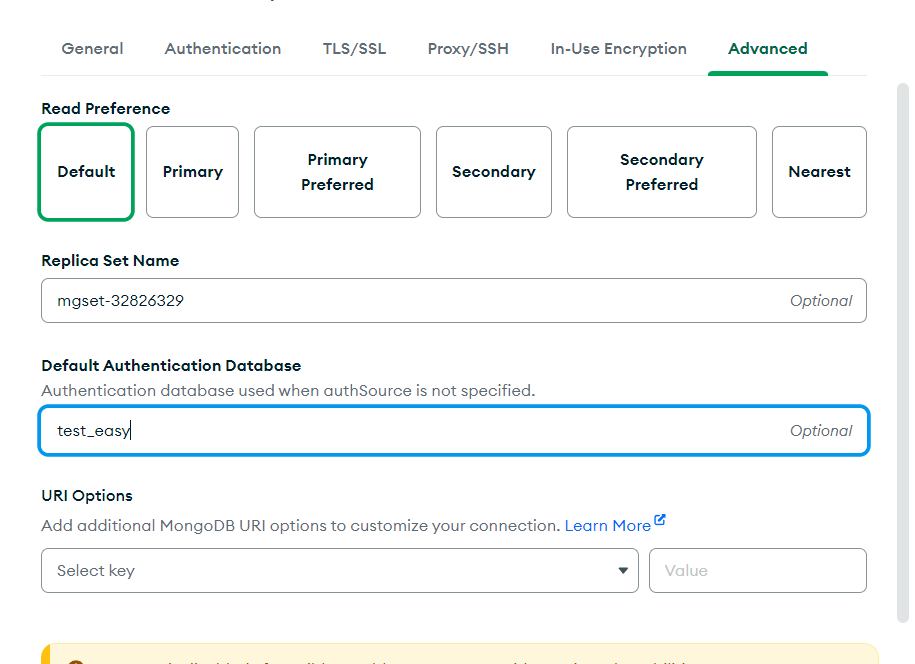 General Authentication TLS/SSL Proxy/SSH In-Use Encryption Advanced
Read Preference
Default
Primary
Primary
Preferred
Secondary
Secondary
Preferred
Nearest
Replica Set Name
mgset-32826329 Optional
Default Authentication Database
Authentication database used when authSource is not specified.
test_easy Optional
URI Options
Add additional MongoDB URI options to customize your connection. Learn More
Select key Value